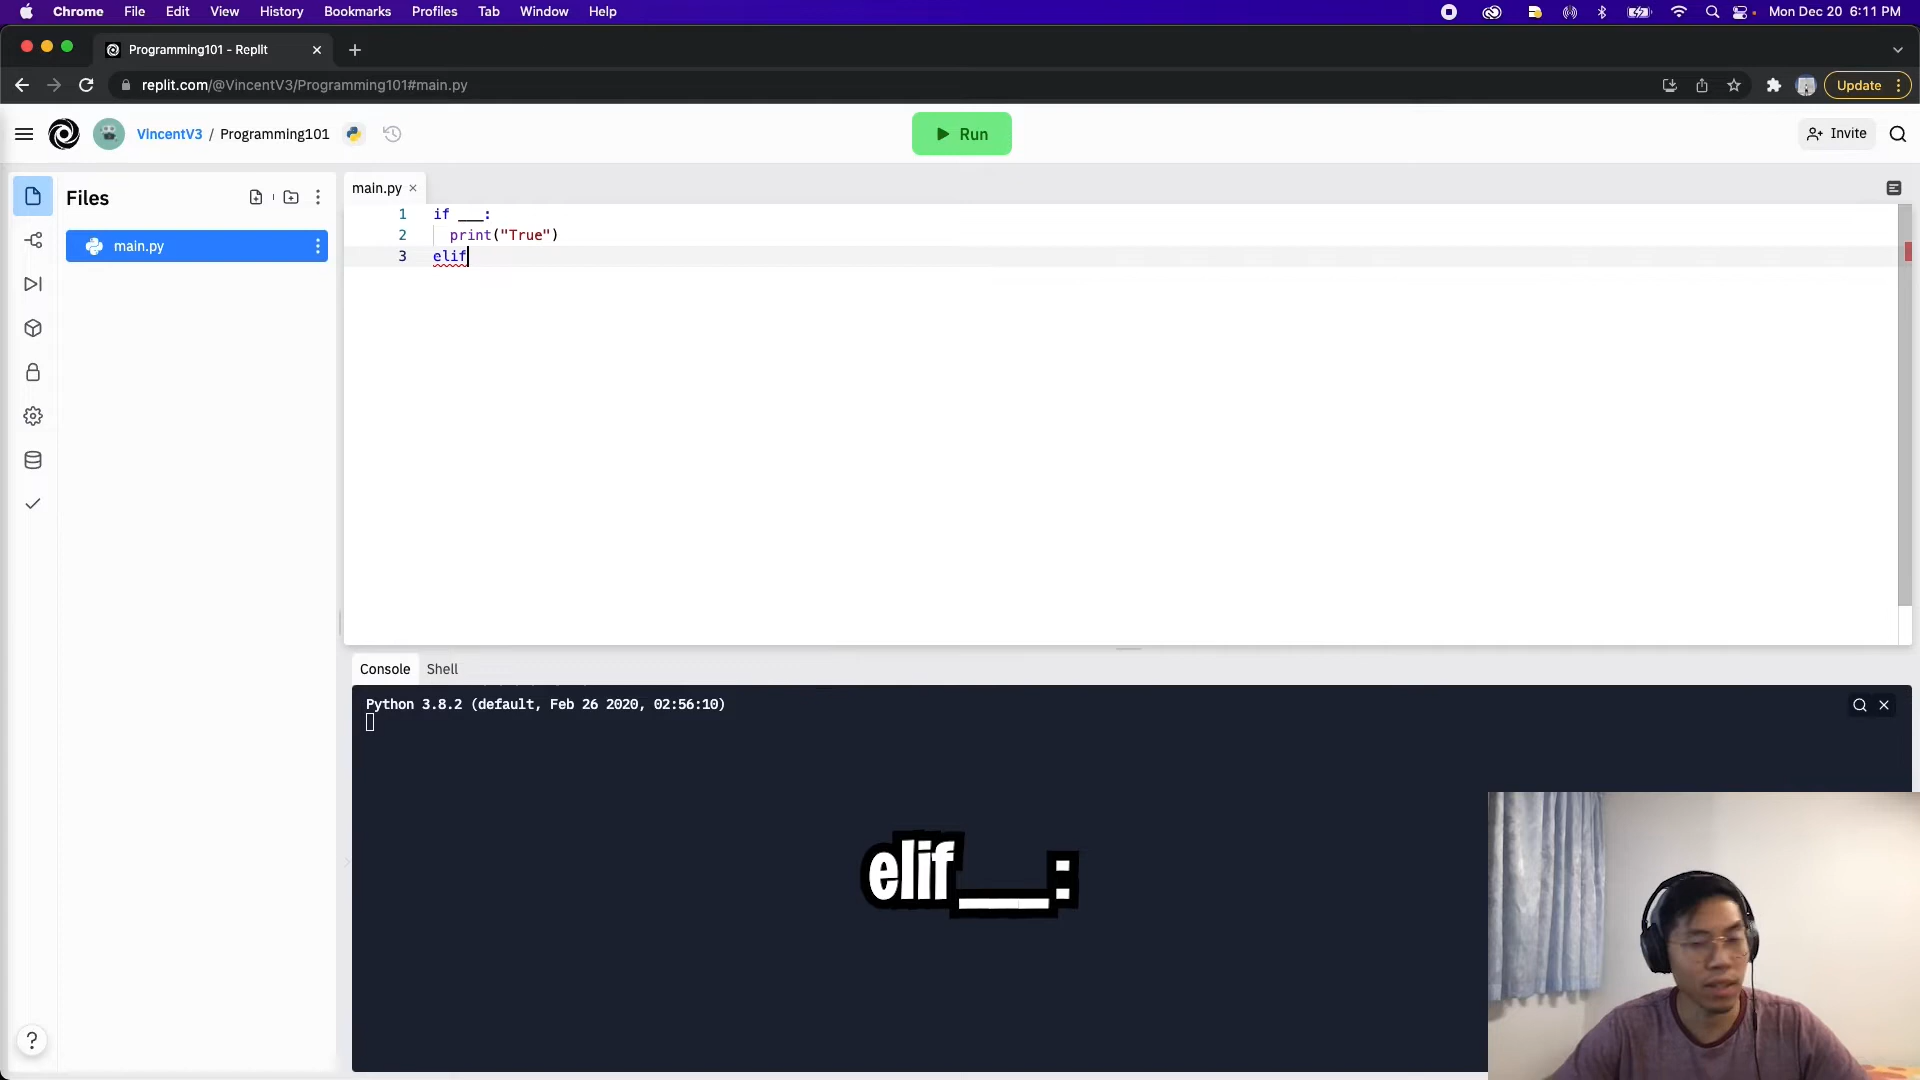 Chrome File Edit View History Bookmarks Profiles Tab Window Help Mon Dec 20 6:11 PM
Programming101 - Replit
replit.com/@VincentV3/Programming101#main.py Update
VincentV3 / Programming101 Run Invite
Files main.py
main.py
1 if ___:
2 print("True")
3 elif
Console Shell
Python 3.8.2 (default, Feb 26 2020, 02:56:10)
elif___:
?